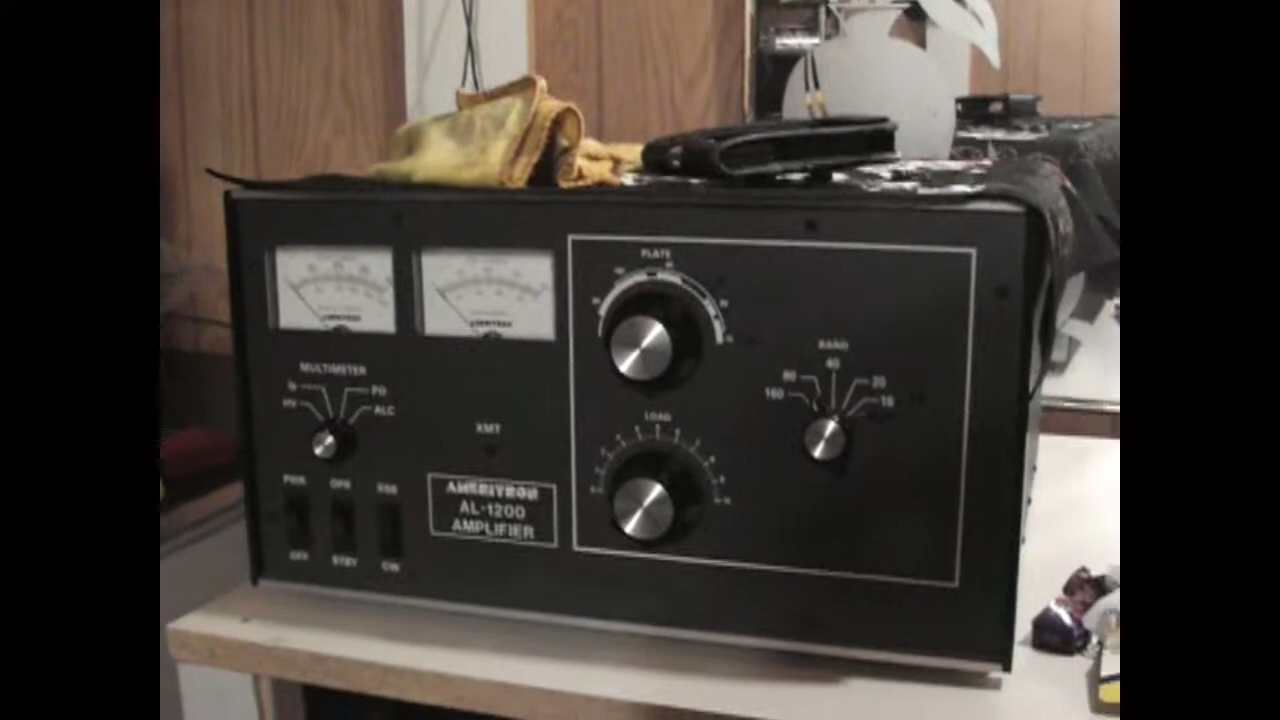 PLATE
MULTIMETER
Ip PO
HV ALC
XMT
PWR OPR SSB
OFF STBY CW
AMERITRON
AL-1200
AMPLIFIER
LOAD
BAND
40
80 20
160 15